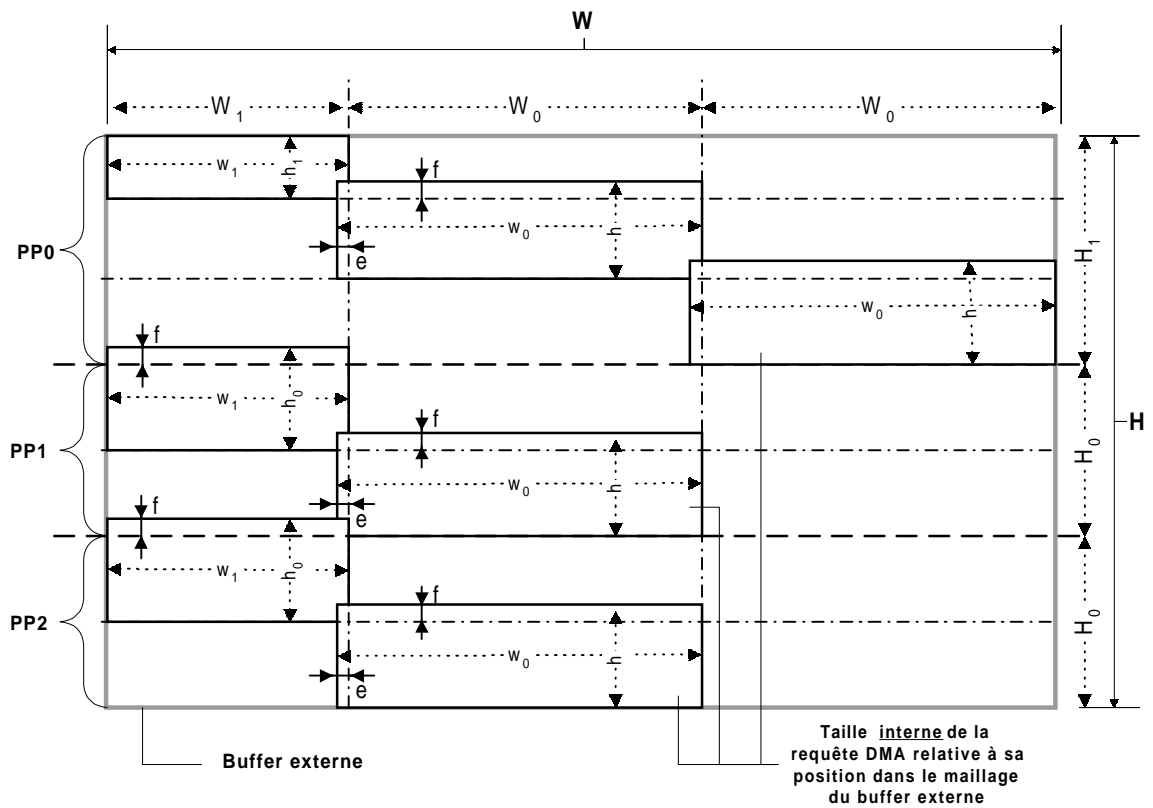 W
W1 W0 W0
w1 h1 f
w0 h
PP0 e H1
w0 h
f
w1 h0 f
PP1 w0 h H0 H
f e
w1 h0 f
PP2 w0 h H0
e
Buffer externe
Taille interne de la
requête DMA relative à sa
position dans le maillage
du buffer externe